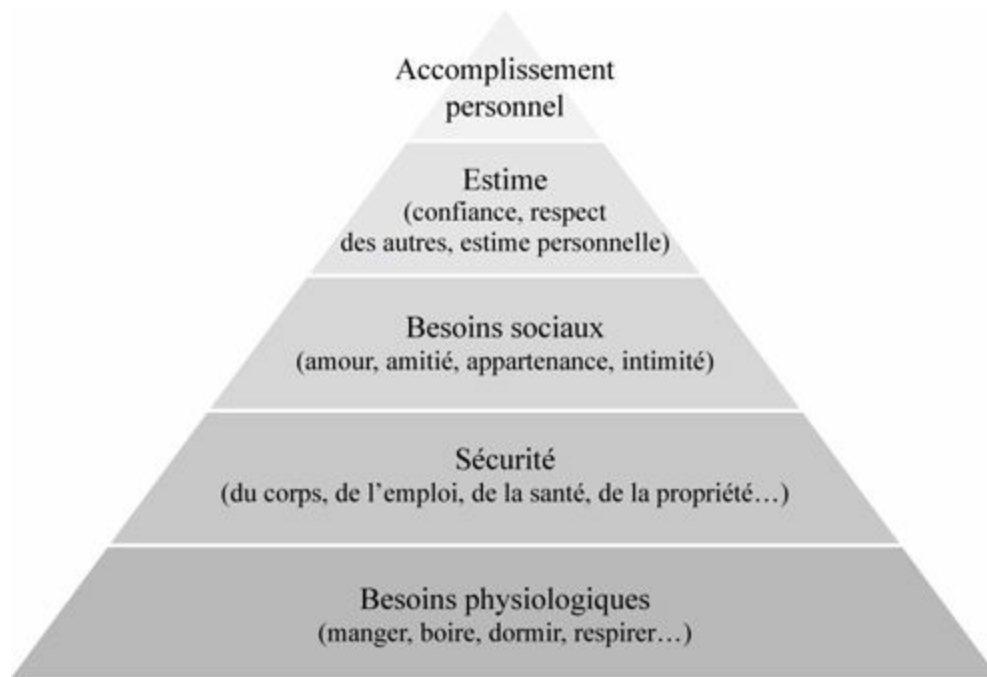 Accomplissement
personnel
Estime
(confiance, respect
des autres, estime personnelle)
Besoins sociaux
(amour, amitié, appartenance, intimité)
Sécurité
(du corps, de l’emploi, de la santé, de la propriété…)
Besoins physiologiques
(manger, boire, dormir, respirer…)